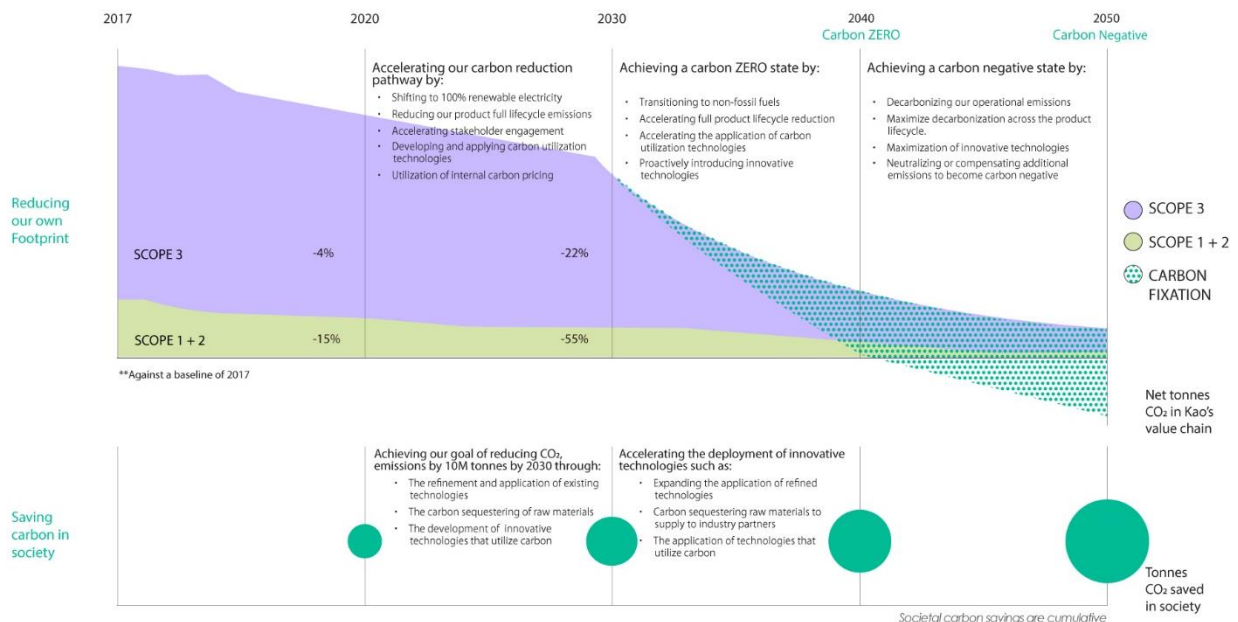 2017
2020
2030
2040
2050
Carbon ZERO
Carbon Negative
Accelerating our carbon reduction
pathway by:
• Shifting to 100% renewable electricity
• Reducing our product full lifecycle emissions
• Accelerating stakeholder engagement
• Developing and applying carbon utilization
technologies
• Utilization of internal carbon pricing
Achieving a carbon ZERO state by:
• Transitioning to non-fossil fuels
• Accelerating full product lifecycle reduction
• Accelerating the application of carbon
utilization technologies
• Proactively introducing innovative
technologies
Achieving a carbon negative state by:
• Decarbonizing our operational emissions
• Maximize decarbonization across the product
lifecycle.
• Maximization of innovative technologies
• Neutralizing or compensating additional
emissions to become carbon negative
Reducing
our own
Footprint
SCOPE 3
-4%
-22%
SCOPE 1 + 2
-15%
-55%
SCOPE 3
SCOPE 1 + 2
CARBON
FIXATION
**Against a baseline of 2017
Net tonnes
CO₂ in Kao's
value chain
Achieving our goal of reducing CO₂,
emissions by 10M tonnes by 2030 through:
• The refinement and application of existing
technologies
• The carbon sequestering of raw materials
• The development of innovative
technologies that utilize carbon
Accelerating the deployment of innovative
technologies such as:
• Expanding the application of refined
technologies
• Carbon sequestering raw materials to
supply to industry partners
• The application of technologies that
utilize carbon
Saving
carbon in
society
Tonnes
CO₂ saved
in society
Societal carbon savings are cumulative